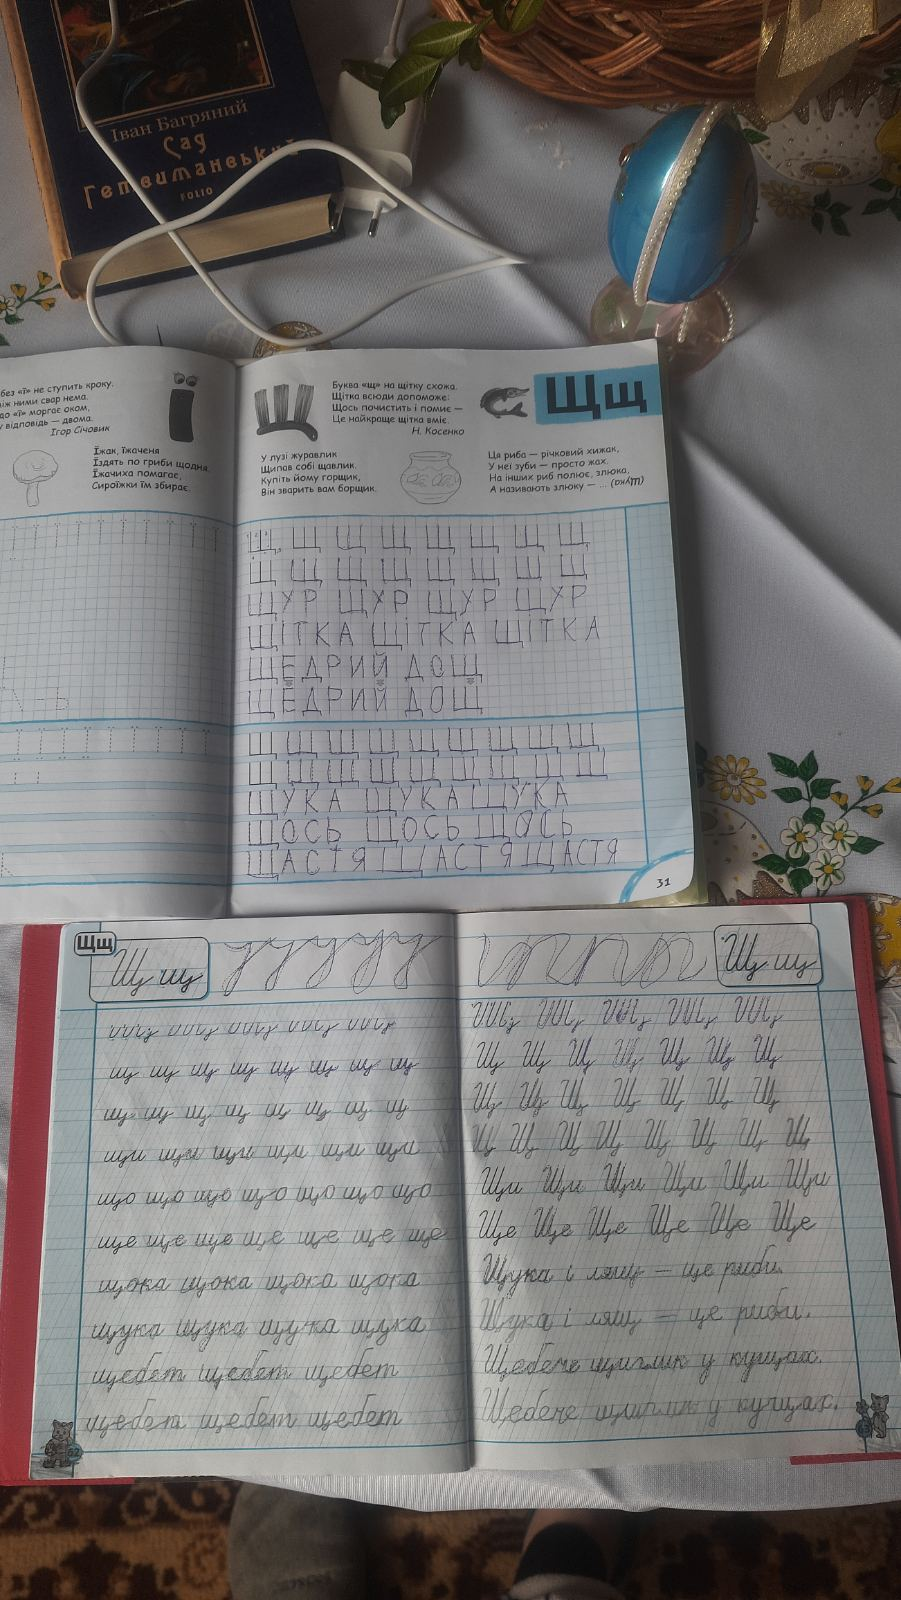 Іван Багряний
Сад
Гетсиманський
FOLIO
без «ї» не ступить кроку.
між ними свар нема.
до «ї» моргає оком,
відповідь — двома.
Ігор Січовик
Їжак, їжаченя
Їздять по гриби щодня.
Їжачиха помагає,
Сироїжки їм збирає.
Буква «щ» на щітку схожа.
Щітка всюди допоможе:
Щось почистить і помиє —
Це найкраще щітка вміє.
Н. Косенко
Щщ
У лузі журавлик
Щипав собі щавлик.
Купіть йому горщик,
Він зварить вам борщик.
Ця риба — річковий хижак,
У неї зуби — просто жах.
На інших риб полює, злюка,
А називають злюку — ... (Щука)
Щ Щ Щ Щ Щ Щ Щ Щ
Щ Щ Щ Щ Щ Щ Щ Щ
ЩУР ЩУР ЩУР ЩУР
ЩІТКА ЩІТКА ЩІТКА
ЩЕДРИЙ ДОЩ
ЩЕДРИЙ ДОЩ
Щ Щ Щ Щ Щ Щ Щ Щ Щ
Щ Щ Щ Щ Щ Щ Щ Щ Щ
ЩУКА ЩУКА ЩУКА
ЩОСЬ ЩОСЬ ЩОСЬ
ЩАСТЯ ЩАСТЯ ЩАСТЯ
31
Щщ
Щ щ
щ щ щ щ щ щ щ щ
щ щ щ щ щ щ щ щ
щи щи щи щи щи щи
що що що що що що що
ще ще ще ще ще ще ще
щока щока щока щока
щука щука щука щука
щебет щебет щебет
щебет щебет щебет
Щ щ
Щ Щ Щ Щ Щ Щ Щ
Щ Щ Щ Щ Щ Щ Щ
Щ Щ Щ Щ Щ Щ Щ Щ
Щи Щи Щи Щи Щи Щи
Ще Ще Ще Ще Ще Ще
Щука і лящ — це риби.
Щука і лящ — це риби.
Щебече щиглик у кущах.
Щебече щиглик у кущах.